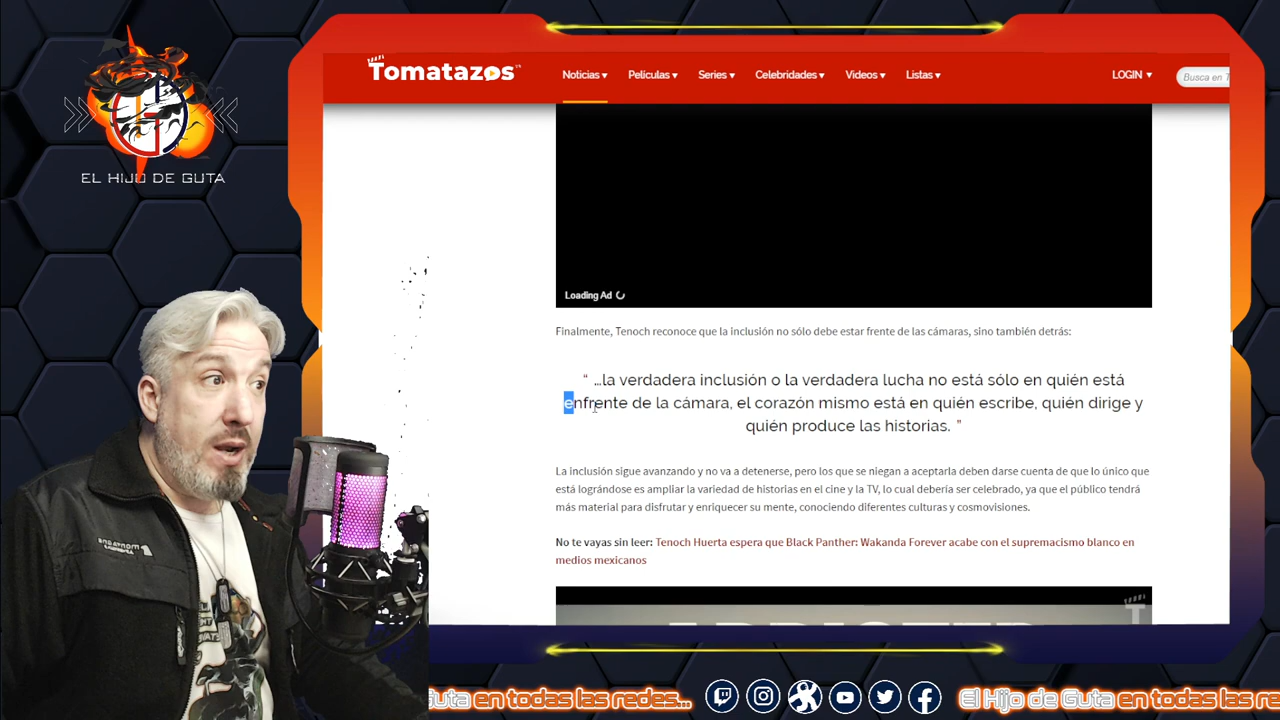 Tomatazos
Noticias ▾ Películas ▾ Series ▾ Celebridades ▾ Videos ▾ Listas ▾ LOGIN ▾ Busca en T
EL HIJO DE GUTA
Loading Ad
Finalmente, Tenoch reconoce que la inclusión no sólo debe estar frente de las cámaras, sino también detrás:
“ ...la verdadera inclusión o la verdadera lucha no está sólo en quién está
enfrente de la cámara, el corazón mismo está en quién escribe, quién dirige y
quién produce las historias. ”
La inclusión sigue avanzando y no va a detenerse, pero los que se niegan a aceptarla deben darse cuenta de que lo único que
está lográndose es ampliar la variedad de historias en el cine y la TV, lo cual debería ser celebrado, ya que el público tendrá
más material para disfrutar y enriquecer su mente, conociendo diferentes culturas y cosmovisiones.
No te vayas sin leer: Tenoch Huerta espera que Black Panther: Wakanda Forever acabe con el supremacismo blanco en
medios mexicanos
Guta en todas las redes... El Hijo de Guta en todas las re